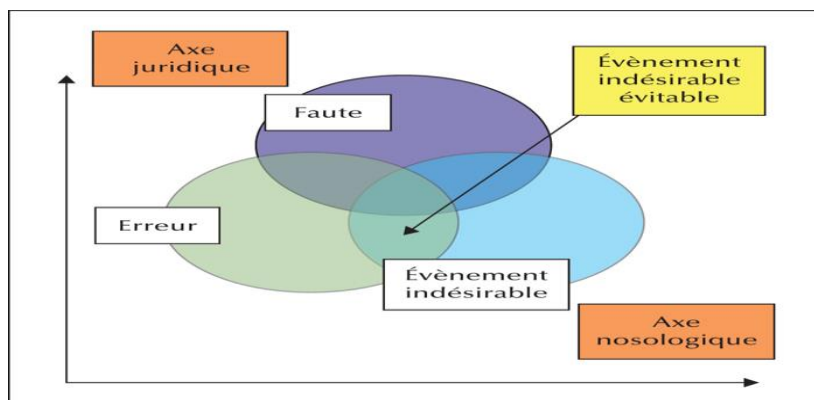 Axe
juridique
Évènement
indésirable
évitable
Faute
Erreur
Évènement
indésirable
Axe
nosologique